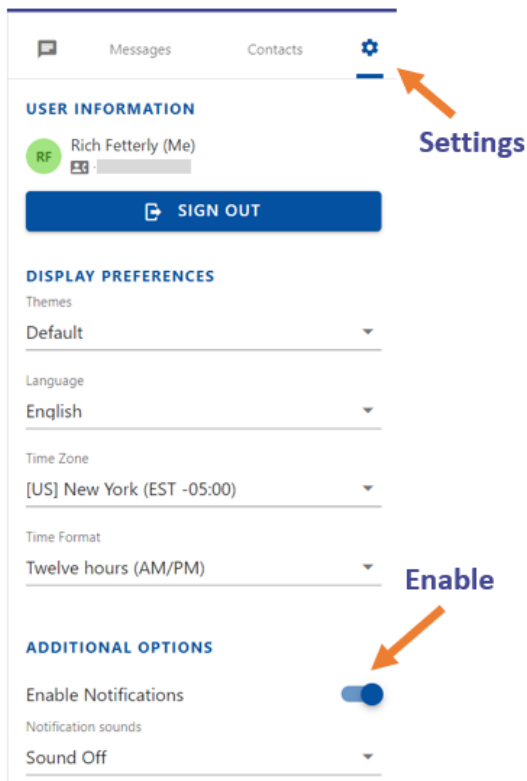 Messages Contacts
Settings
USER INFORMATION
Rich Fetterly (Me)
RF
SIGN OUT
DISPLAY PREFERENCES
Themes
Default
Language
English
Time Zone
[US] New York (EST -05:00)
Time Format
Twelve hours (AM/PM)
Enable
ADDITIONAL OPTIONS
Enable Notifications
Notification sounds
Sound Off